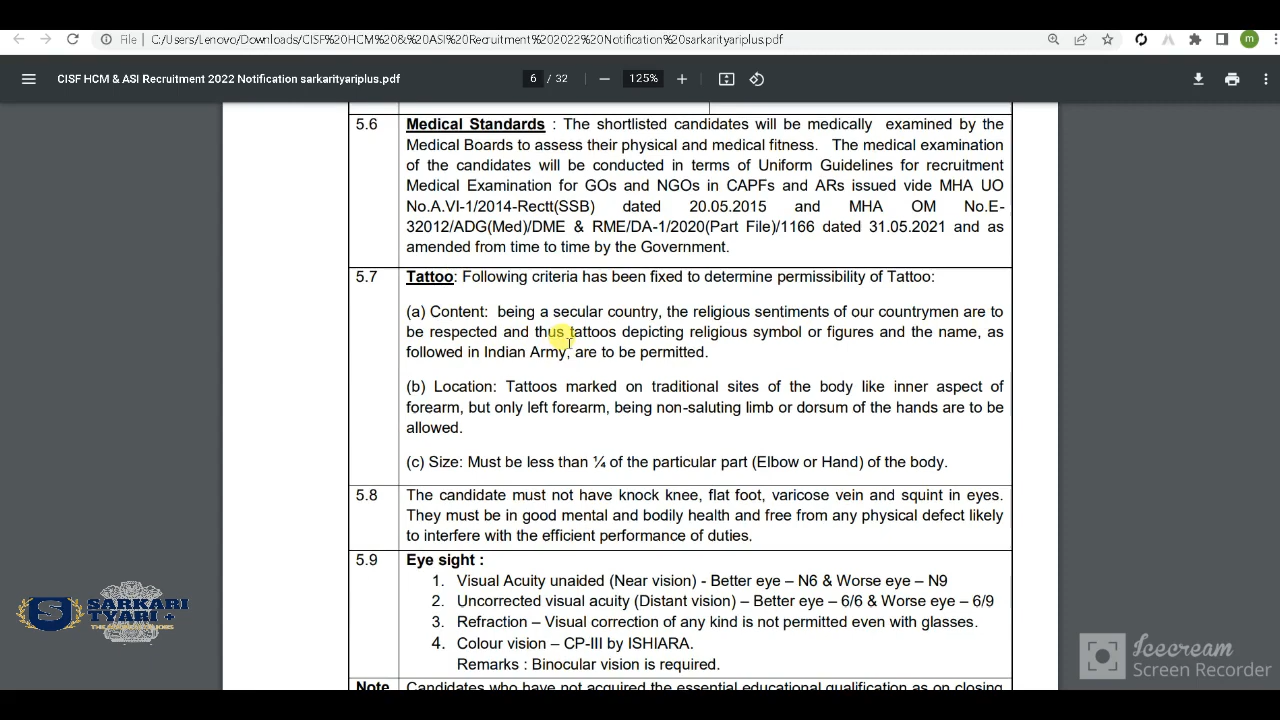 File C:/Users/Lenovo/Downloads/CISF%20HCM%20&%20ASI%20Recruitment%202022%20Notification%20sarkarityariplus.pdf
m
CISF HCM & ASI Recruitment 2022 Notification sarkarityariplus.pdf 6 / 32 125%
5.6 Medical Standards : The shortlisted candidates will be medically examined by the
Medical Boards to assess their physical and medical fitness. The medical examination
of the candidates will be conducted in terms of Uniform Guidelines for recruitment
Medical Examination for GOs and NGOs in CAPFs and ARs issued vide MHA UO
No.A.VI-1/2014-Rectt(SSB) dated 20.05.2015 and MHA OM No.E-
32012/ADG(Med)/DME & RME/DA-1/2020(Part File)/1166 dated 31.05.2021 and as
amended from time to time by the Government.
5.7 Tattoo: Following criteria has been fixed to determine permissibility of Tattoo:
(a) Content: being a secular country, the religious sentiments of our countrymen are to
be respected and thus tattoos depicting religious symbol or figures and the name, as
followed in Indian Army, are to be permitted.
(b) Location: Tattoos marked on traditional sites of the body like inner aspect of
forearm, but only left forearm, being non-saluting limb or dorsum of the hands are to be
allowed.
(c) Size: Must be less than ¼ of the particular part (Elbow or Hand) of the body.
5.8 The candidate must not have knock knee, flat foot, varicose vein and squint in eyes.
They must be in good mental and bodily health and free from any physical defect likely
to interfere with the efficient performance of duties.
5.9 Eye sight :
1. Visual Acuity unaided (Near vision) - Better eye – N6 & Worse eye – N9
2. Uncorrected visual acuity (Distant vision) – Better eye – 6/6 & Worse eye – 6/9
3. Refraction – Visual correction of any kind is not permitted even with glasses.
4. Colour vision – CP-III by ISHIARA.
Remarks : Binocular vision is required.
Note Candidates who have not acquired the essential educational qualification as on closing
S SARKARI
TYARI +
Icecream
Screen Recorder